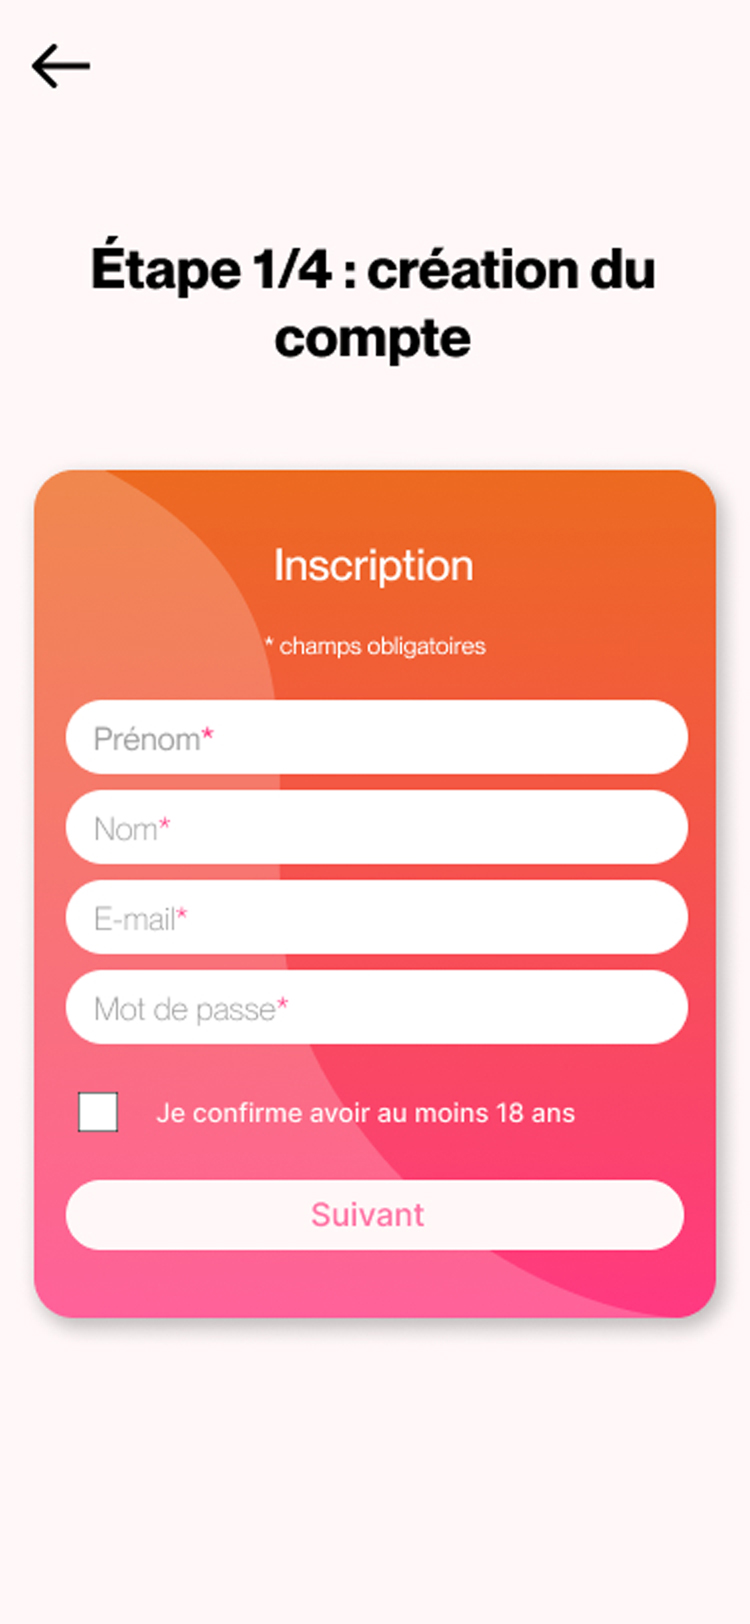 Étape 1/4 : création du
compte
Inscription
* champs obligatoires
Prénom*
Nom*
E-mail*
Mot de passe*
Je confirme avoir au moins 18 ans
Suivant